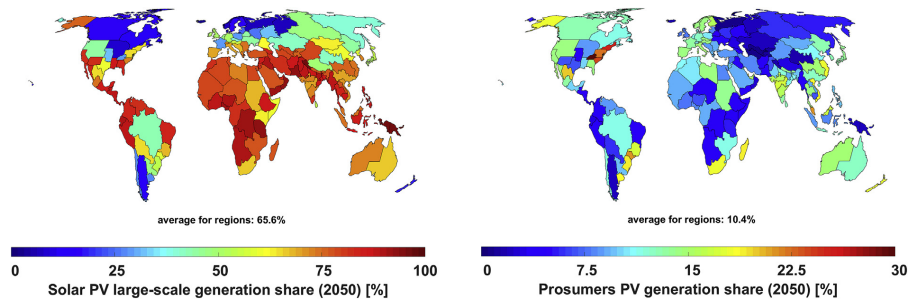 average for regions: 65.6%
0 25 50 75 100
Solar PV large-scale generation share (2050) [%]
average for regions: 10.4%
0 7.5 15 22.5 30
Prosumers PV generation share (2050) [%]